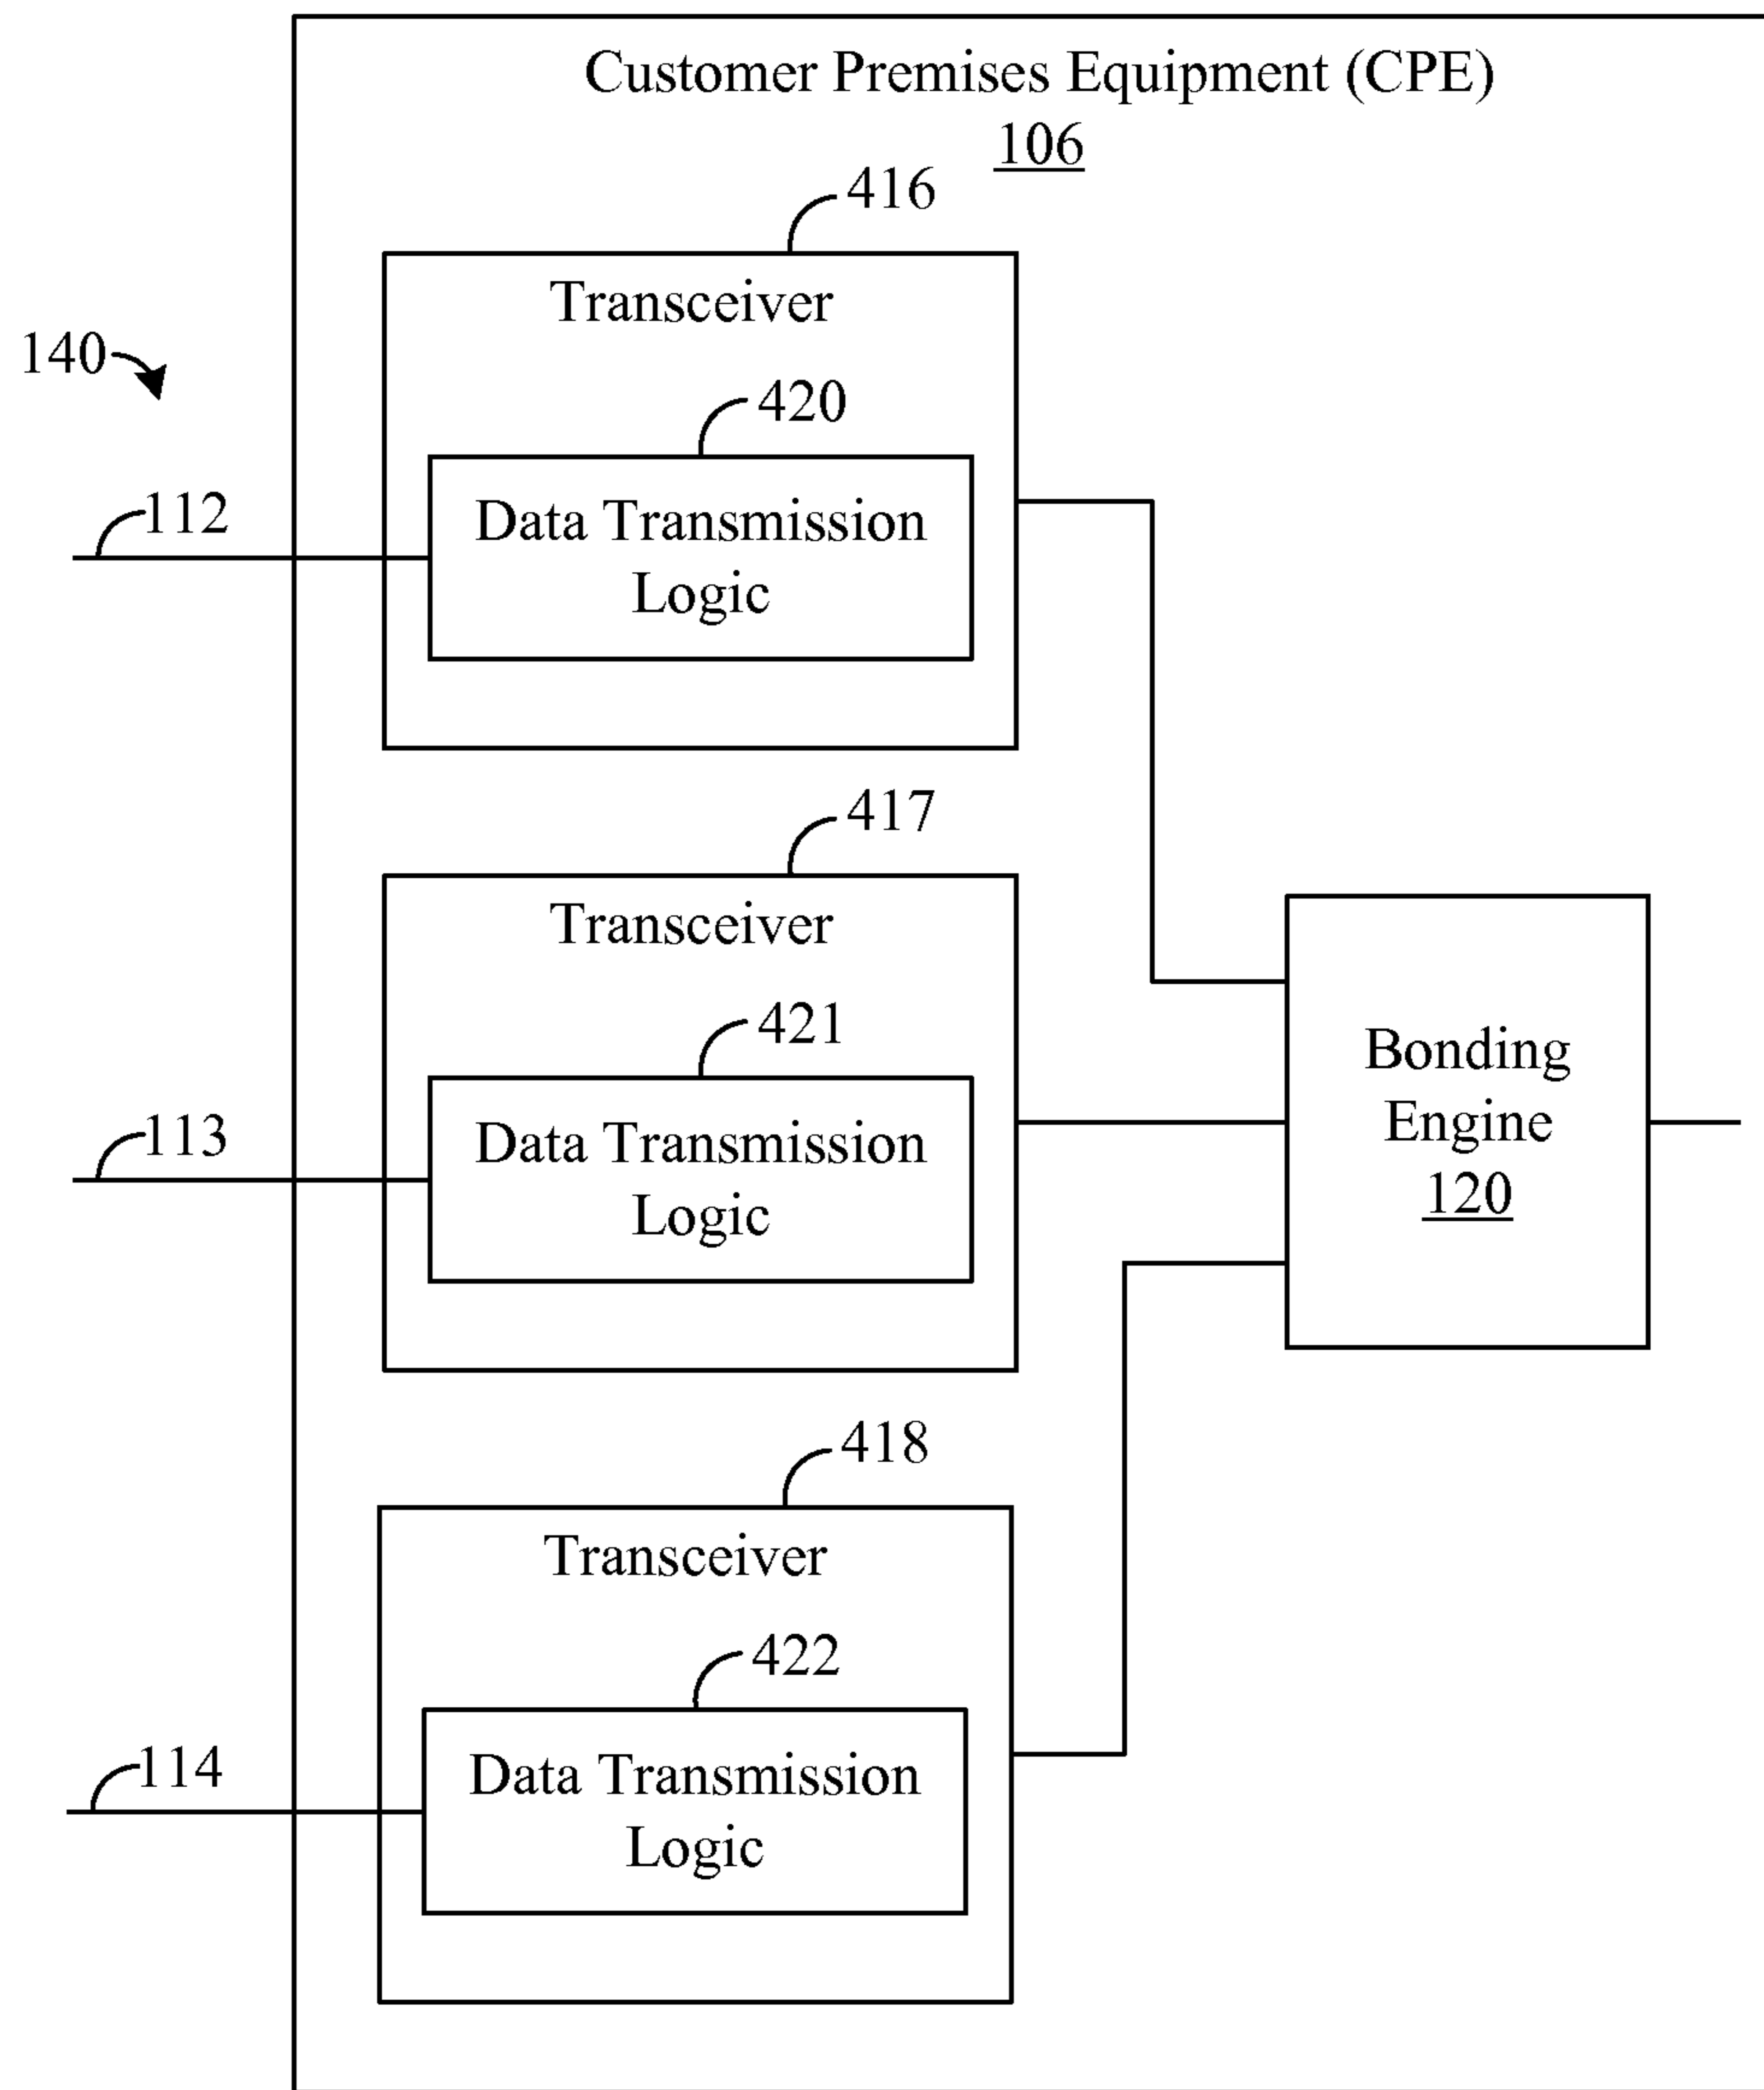 Customer Premises Equipment (CPE)
106
416
Transceiver
140
420
112
Data Transmission
Logic
417
Transceiver
421
113
Data Transmission
Logic
Bonding
Engine
120
418
Transceiver
422
114
Data Transmission
Logic